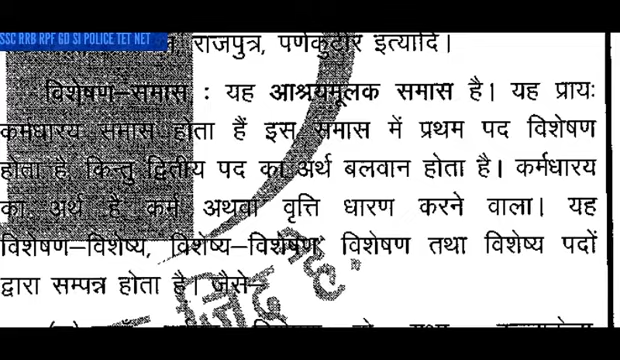 SSC RRB RPF GD SI POLICE TET NET
राजपुत्र, पर्णकुटीर इत्यादि।
विशेषण–समास : यह आश्रयमूलक समास है। यह प्रायः
कर्मधारय समास होता हैं इस समास में प्रथम पद विशेषण
होता है, किन्तु द्वितीय पद का अर्थ बलवान होता है। कर्मधारय
का अर्थ है कर्म अथवा वृत्ति धारण करने वाला। यह
विशेषण–विशेष्य, विशेष्य–विशेषण, विशेषण तथा विशेष्य पदों
द्वारा सम्पन्न होता है। जैसे–
जिद है.